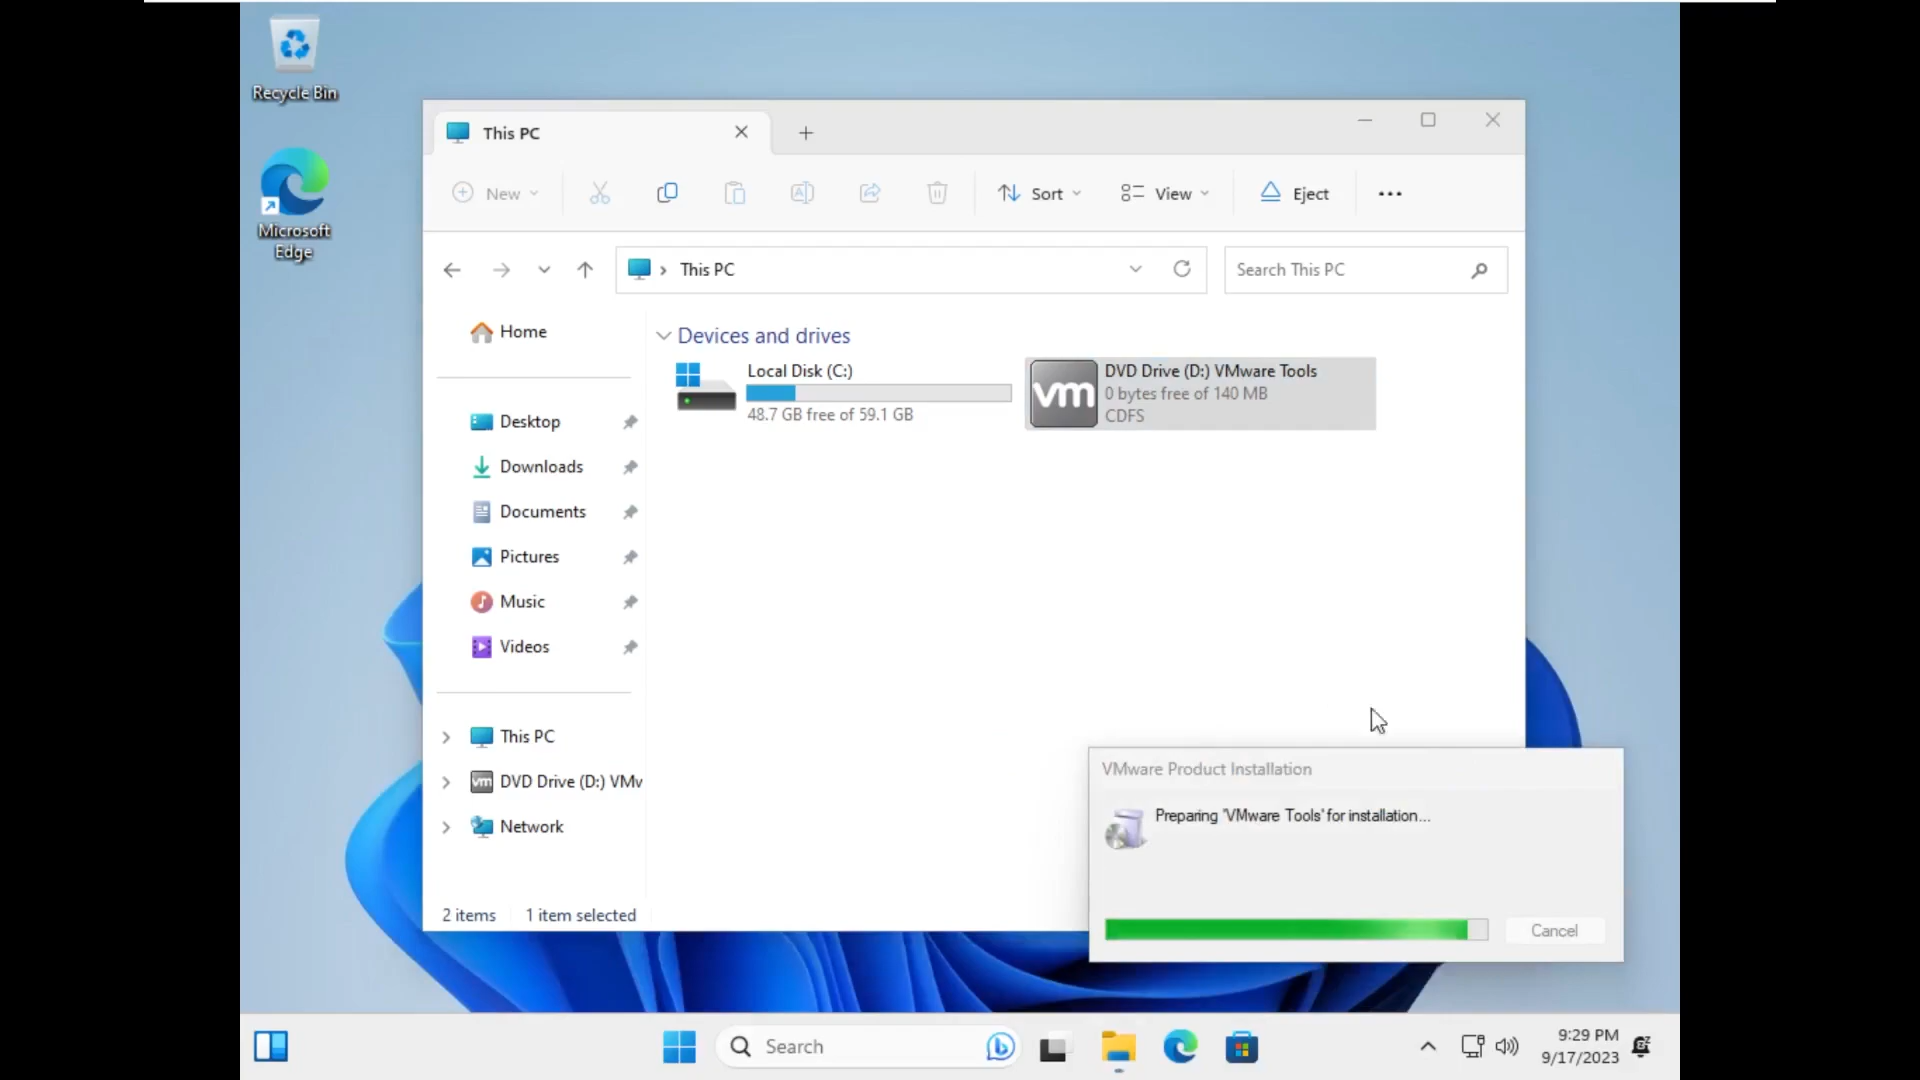 Recycle Bin
Microsoft
Edge
This PC
New
Sort
View
Eject
This PC
Search This PC
Home
Desktop
Downloads
Documents
Pictures
Music
Videos
This PC
DVD Drive (D:) VMw
Network
Devices and drives
Local Disk (C:)
48.7 GB free of 59.1 GB
vm
DVD Drive (D:) VMware Tools
0 bytes free of 140 MB
CDFS
2 items 1 item selected
VMware Product Installation
Preparing 'VMware Tools' for installation...
Cancel
Search
9:29 PM
9/17/2023